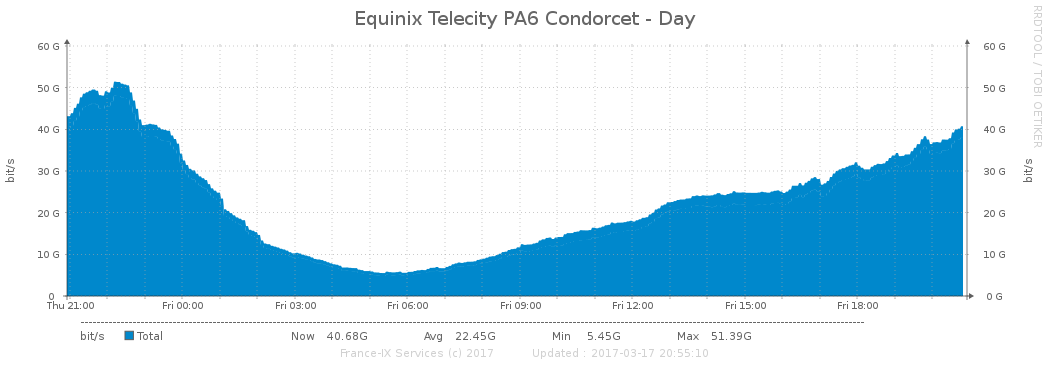 Equinix Telecity PA6 Condorcet - Day
RRDTOOL / TOBI OETIKER
60 G 60 G
50 G 50 G
40 G 40 G
30 G 30 G
20 G 20 G
10 G 10 G
0 0 G
bit/s
bit/s
Thu 21:00 Fri 00:00 Fri 03:00 Fri 06:00 Fri 09:00 Fri 12:00 Fri 15:00 Fri 18:00
bit/s Total Now 40.68G Avg 22.45G Min 5.45G Max 51.39G
France-IX Services (c) 2017 Updated : 2017-03-17 20:55:10